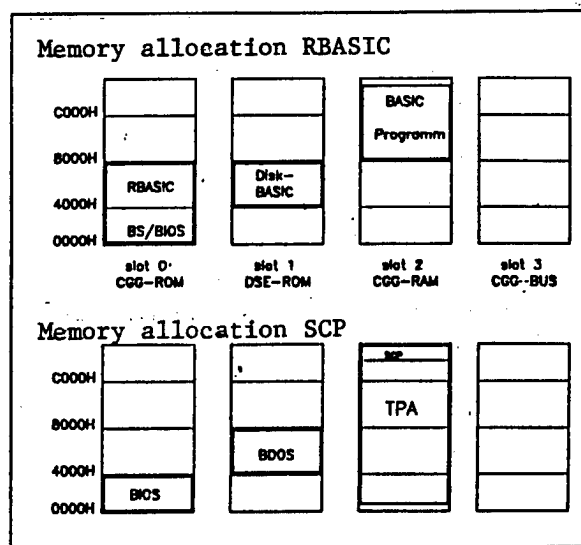 Memory allocation RBASIC
C000H
BASIC
Programm
8000H
RBASIC
Disk-
BASIC
4000H
BS/BIOS
0000H
slot 0
CGG-ROM
slot 1
DSE-ROM
slot 2
CGG-RAM
slot 3
CGG-BUS
Memory allocation SCP
SCP
C000H
TPA
8000H
BDOS
4000H
BIOS
0000H